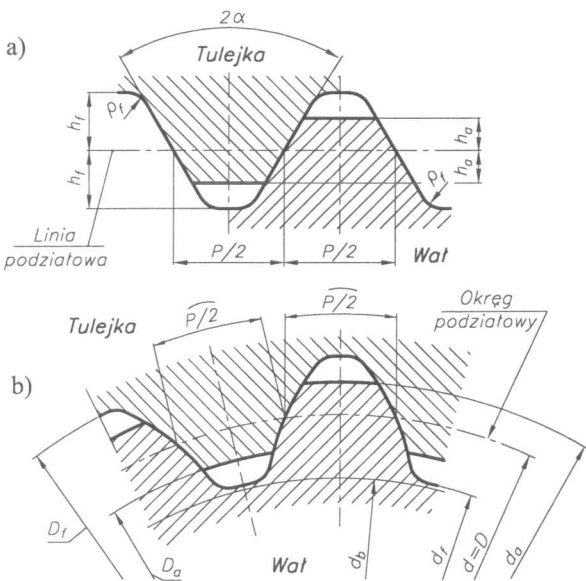 a)
2α
Tulejka
ρf
hf
hf
ha
ha
ρf
Linia
podziałowa
P/2
P/2
Wał
b)
Tulejka
P/2
P/2
Okręg
podziałowy
Df
Da
Wał
db
df
d=D
da